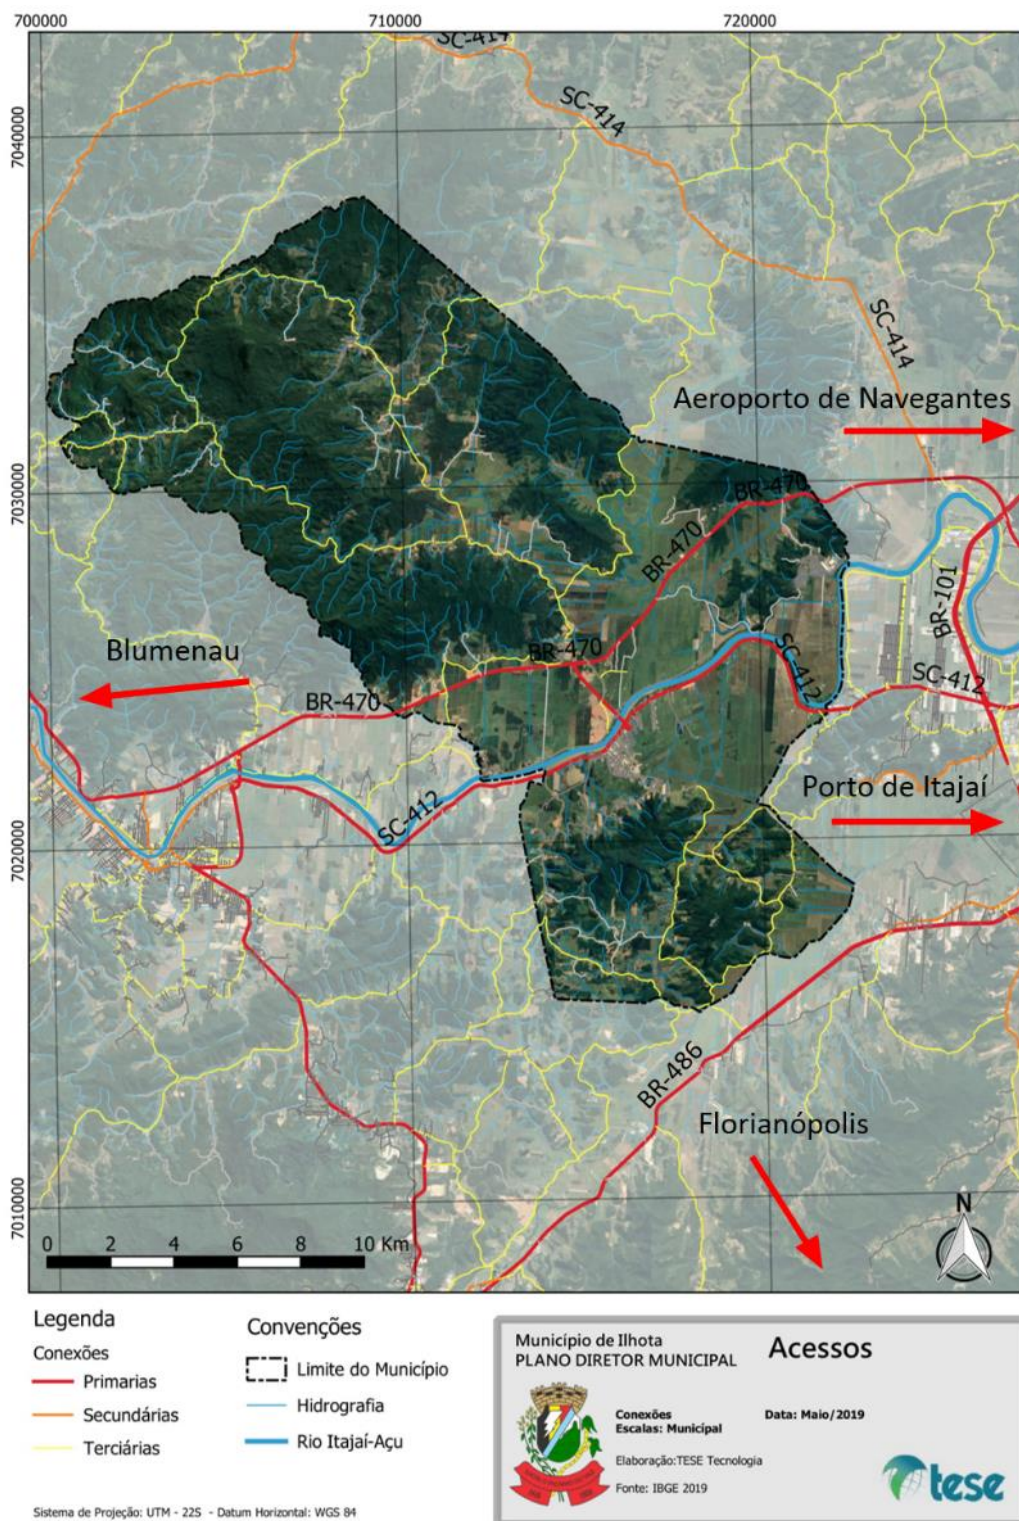 700000
710000
720000
SC-414
SC-414
7040000
SC-414
Aeroporto de Navegantes
7030000
BR-470
BR-470
BR-101
BR-470
Blumenau
SC-412
SC-412
BR-470
Porto de Itajaí
SC-412
7020000
BR-486
Florianópolis
7010000
N
0 2 4 6 8 10 Km
Legenda
Conexões
Primarias
Secundárias
Terciárias
Convenções
Limite do Município
Hidrografia
Rio Itajaí-Açu
Sistema de Projeção: UTM - 22S - Datum Horizontal: WGS 84
Município de Ilhota
PLANO DIRETOR MUNICIPAL
Acessos
Conexões
Escalas: Municipal
Data: Maio/2019
Elaboração:TESE Tecnologia
Fonte: IBGE 2019
tese